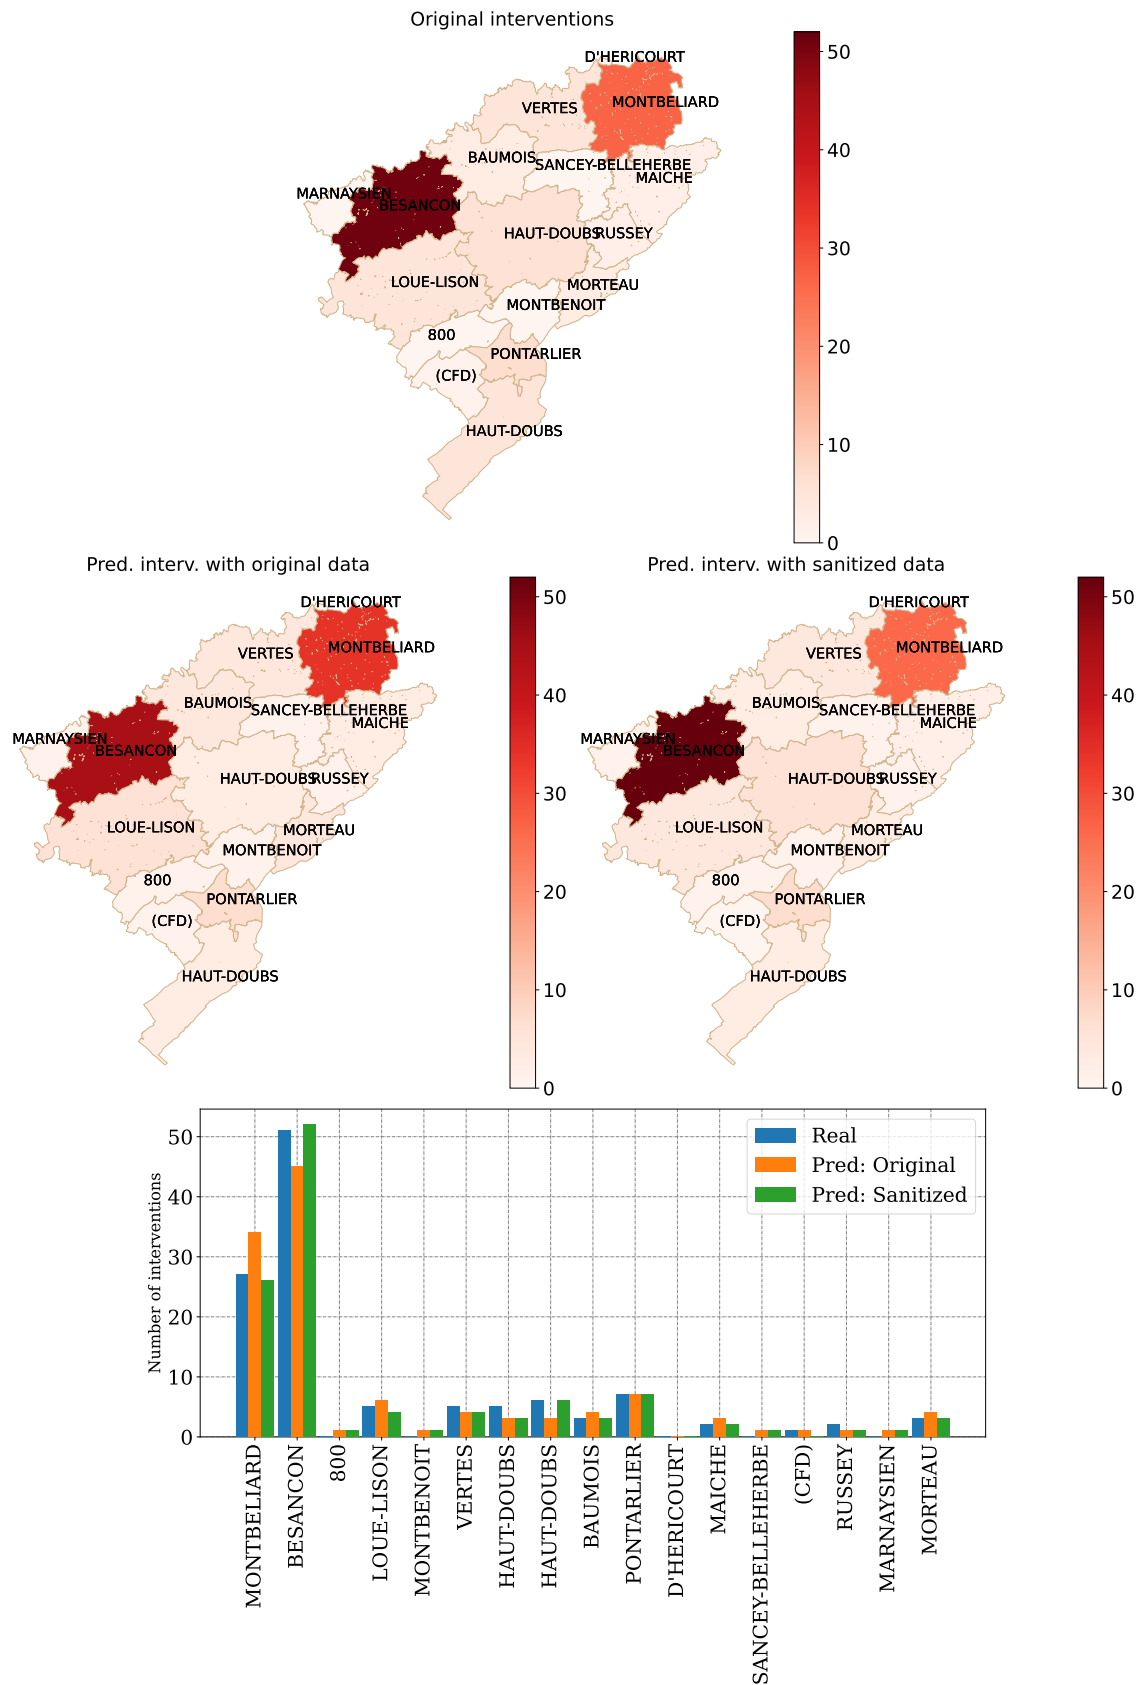 Original interventions
D'HERICOURT
MONTBELIARD
VERTES
BAUMOIS
SANCEY-BELLEHERBE
MAICHE
MARNAYSIEN
BESANCON
HAUT-DOUBS
RUSSEY
LOUE-LISON
MORTEAU
MONTBENOIT
800
PONTARLIER
(CFD)
HAUT-DOUBS
50
40
30
20
10
0
Pred. interv. with original data
D'HERICOURT
MONTBELIARD
VERTES
BAUMOIS
SANCEY-BELLEHERBE
MAICHE
MARNAYSIEN
BESANCON
HAUT-DOUBS
RUSSEY
LOUE-LISON
MORTEAU
MONTBENOIT
800
PONTARLIER
(CFD)
HAUT-DOUBS
50
40
30
20
10
0
Pred. interv. with sanitized data
D'HERICOURT
MONTBELIARD
VERTES
BAUMOIS
SANCEY-BELLEHERBE
MAICHE
MARNAYSIEN
BESANCON
HAUT-DOUBS
RUSSEY
LOUE-LISON
MORTEAU
MONTBENOIT
800
PONTARLIER
(CFD)
HAUT-DOUBS
50
40
30
20
10
0
Number of interventions
50
40
30
20
10
0
Real
Pred: Original
Pred: Sanitized
MONTBELIARD
BESANCON
800
LOUE-LISON
MONTBENOIT
VERTES
HAUT-DOUBS
HAUT-DOUBS
BAUMOIS
PONTARLIER
D'HERICOURT
MAICHE
SANCEY-BELLEHERBE
(CFD)
RUSSEY
MARNAYSIEN
MORTEAU